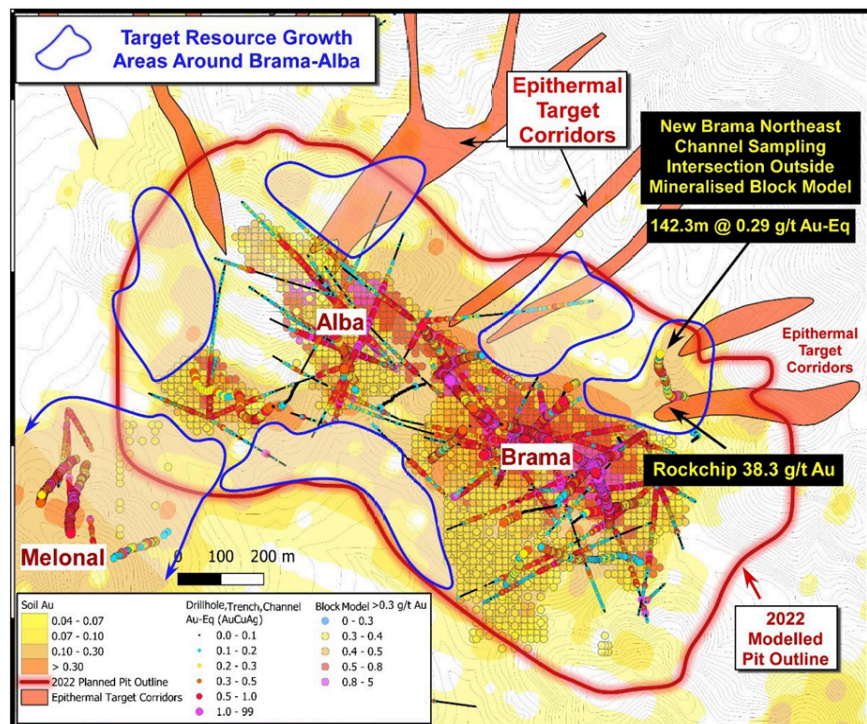 Target Resource Growth
Areas Around Brama-Alba
Epithermal
Target
Corridors
New Brama Northeast
Channel Sampling
Intersection Outside
Mineralised Block Model
142.3m @ 0.29 g/t Au-Eq
Alba
Epithermal
Target
Corridors
Brama
Rockchip 38.3 g/t Au
Melonal
0 100 200 m
2022
Modelled
Pit Outline
Soil Au
0.04 - 0.07
0.07 - 0.10
0.10 - 0.30
> 0.30
2022 Planned Pit Outline
Epithermal Target Corridors
Drillhole,Trench,Channel
Au-Eq (AuCuAg)
0.0 - 0.1
0.1 - 0.2
0.2 - 0.3
0.3 - 0.5
0.5 - 1.0
1.0 - 99
Block Model >0.3 g/t Au
0 - 0.3
0.3 - 0.4
0.4 - 0.5
0.5 - 0.8
0.8 - 5